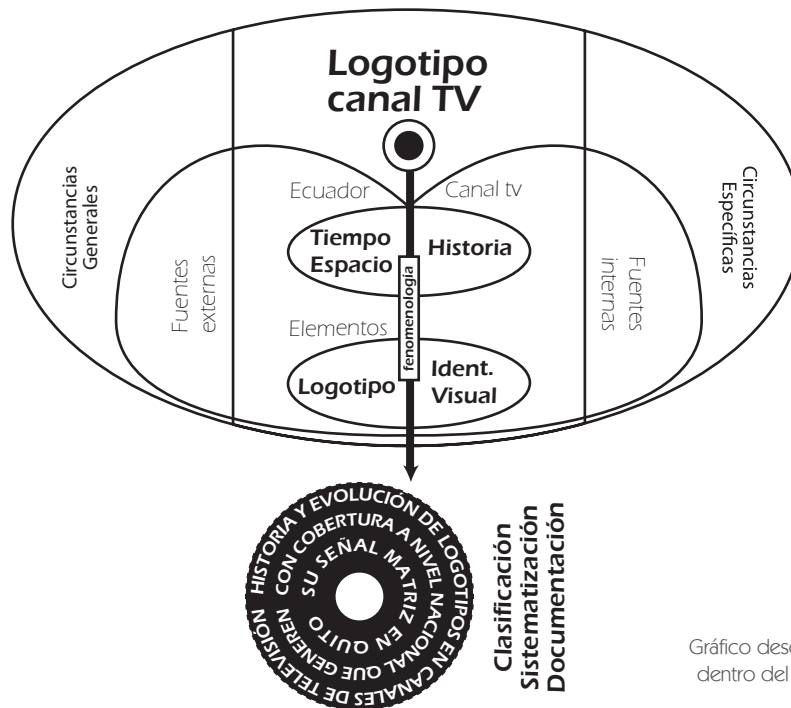 Logotipo
canal TV
Circunstancias
Generales
Fuentes
externas
Ecuador
Canal tv
Tiempo
Espacio
Historia
fenomenología
Elementos
Logotipo
Ident.
Visual
Fuentes
internas
Circunstancias
Específicas
HISTORIA Y EVOLUCIÓN DE LOGOTIPOS EN CANALES DE TELEVISIÓN
CON COBERTURA A NIVEL NACIONAL QUE GENEREN
SU SEÑAL MATRIZ EN QUITO
Clasificación
Sistematización
Documentación
Gráfico
dentro del